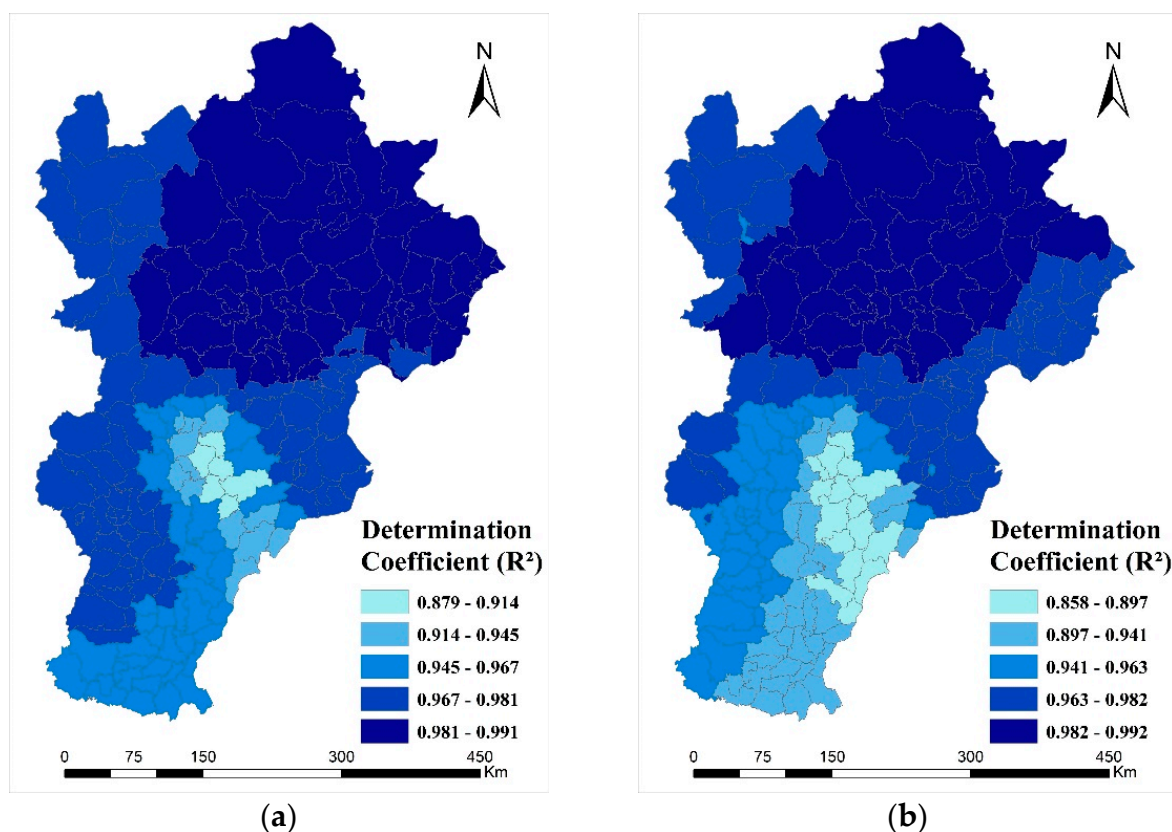 N
Determination
Coefficient (R²)
0.879 - 0.914
0.914 - 0.945
0.945 - 0.967
0.967 - 0.981
0.981 - 0.991
0 75 150 300 450
Km
(a)
N
Determination
Coefficient (R²)
0.858 - 0.897
0.897 - 0.941
0.941 - 0.963
0.963 - 0.982
0.982 - 0.992
0 75 150 300 450
Km
(b)